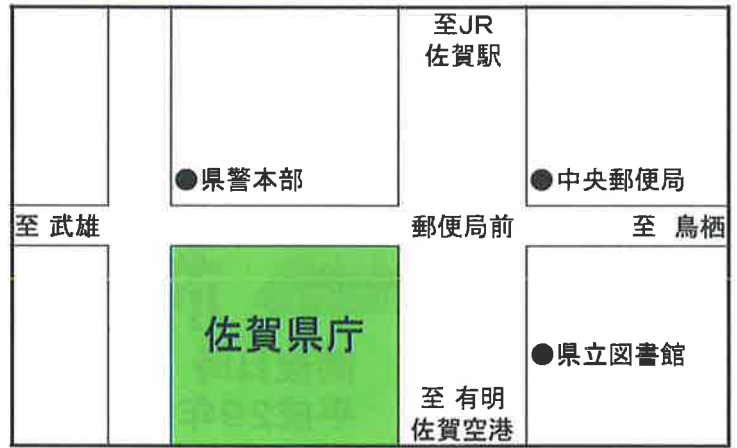 至JR
佐賀駅
●県警本部
●中央郵便局
至 武雄
郵便局前
至 鳥栖
佐賀県庁
●県立図書館
至 有明
佐賀空港